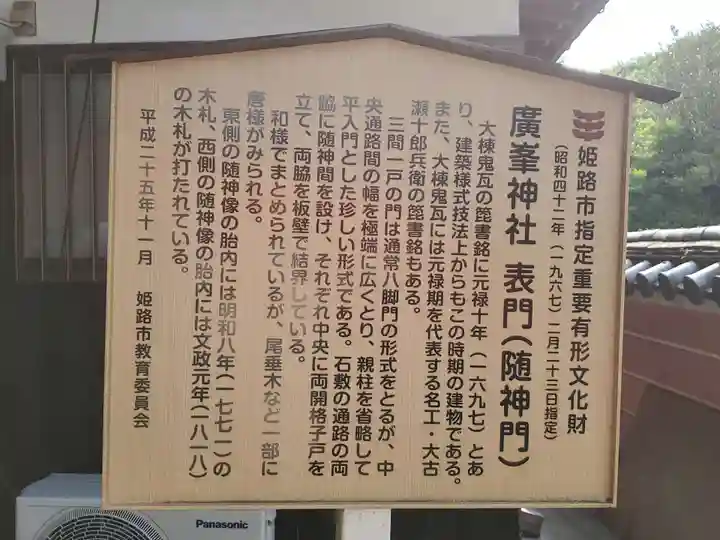 姫路市指定重要有形文化財
（昭和四十二年（一九六七）二月二十三日指定）
廣峯神社 表門（随神門）
大棟鬼瓦の箆書銘に元禄十年（一六九七）とあ
り、建築様式技法上からもこの時期の建物である。
また、大棟鬼瓦には元禄期を代表する名工・大古
瀬十郎兵衛の箆書銘もある。
三間一戸の門は通常八脚門の形式をとるが、中
央通路間の幅を極端に広くとり、親柱を省略して
平入門とした珍しい形式である。石敷の通路の両
脇に随神間を設け、それぞれ中央に両開格子戸を
立て、両脇を板壁で結界している。
和様でまとめられているが、尾垂木など一部に
唐様がみられる。
東側の随神像の胎内には明和八年（一七七一）の
木札、西側の随神像の胎内には文政元年（一八一八）
の木札が打たれている。
平成二十五年十一月 姫路市教育委員会
Panasonic